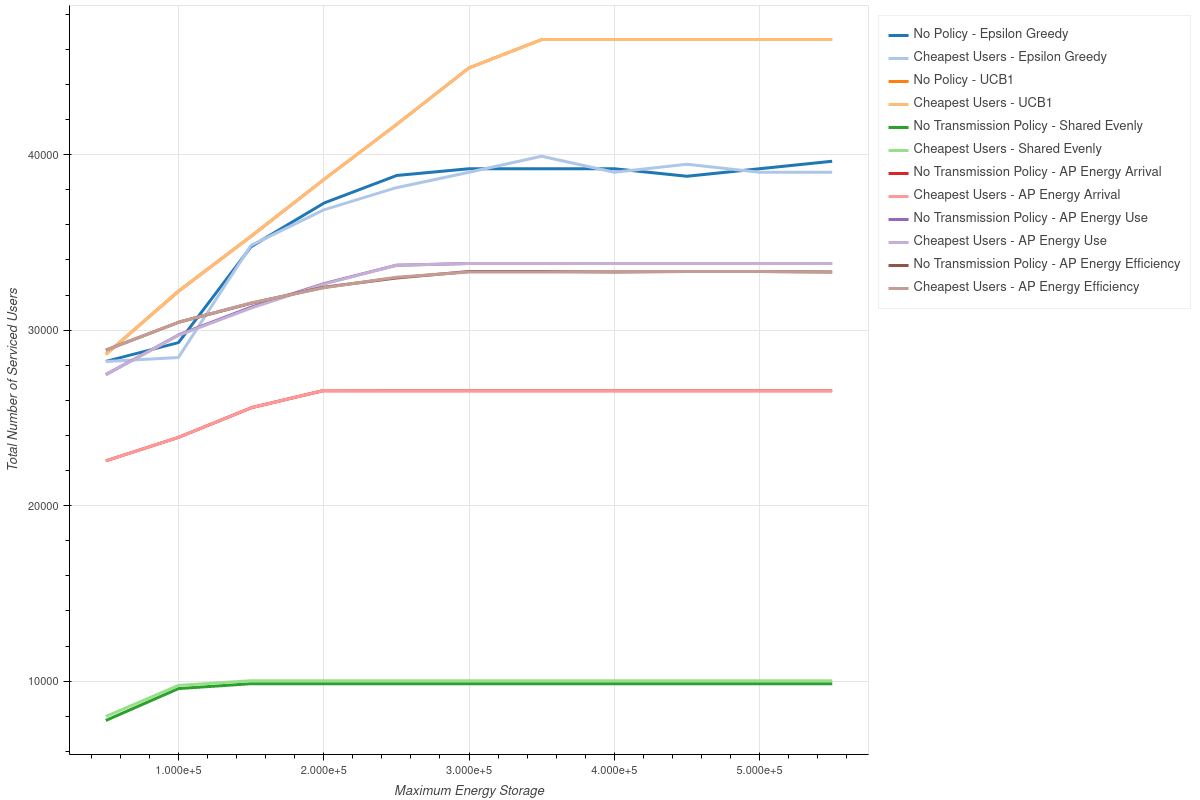 No Policy - Epsilon Greedy
Cheapest Users - Epsilon Greedy
No Policy - UCB1
Cheapest Users - UCB1
No Transmission Policy - Shared Evenly
Cheapest Users - Shared Evenly
No Transmission Policy - AP Energy Arrival
Cheapest Users - AP Energy Arrival
No Transmission Policy - AP Energy Use
Cheapest Users - AP Energy Use
No Transmission Policy - AP Energy Efficiency
Cheapest Users - AP Energy Efficiency
Total Number of Serviced Users
40000
30000
20000
10000
1.000e+5 2.000e+5 3.000e+5 4.000e+5 5.000e+5
Maximum Energy Storage